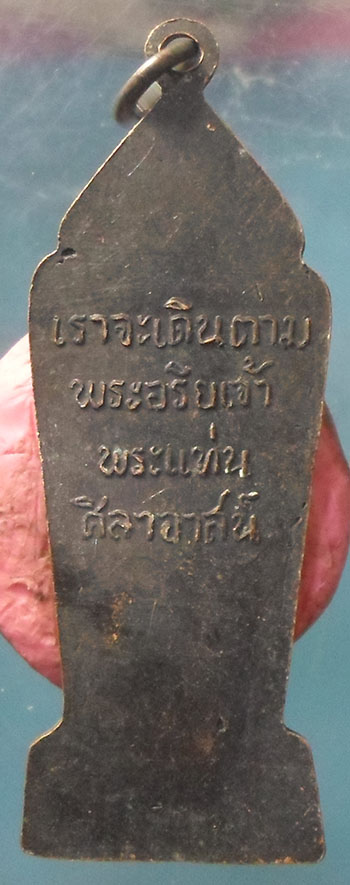 เราจะเดินตาม
พระอริยเจ้า
พระแท่น
ศิลาอาสน์